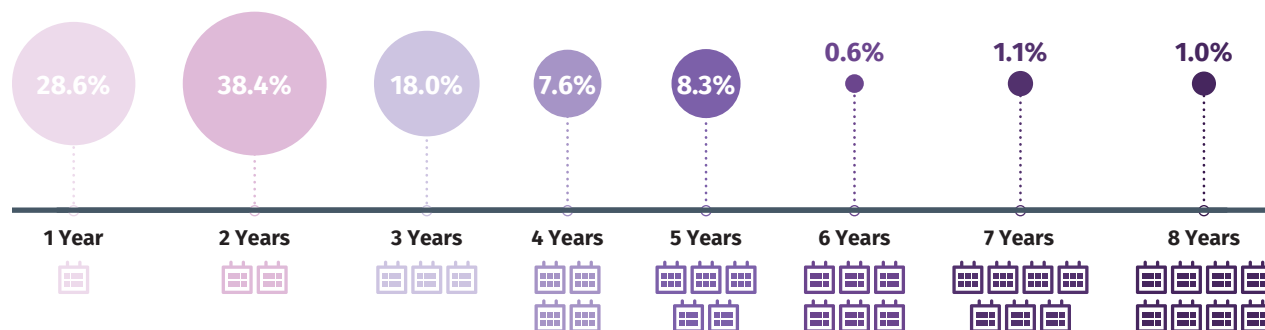 28.6%
38.4%
18.0%
7.6%
8.3%
0.6%
1.1%
1.0%
1 Year
2 Years
3 Years
4 Years
5 Years
6 Years
7 Years
8 Years